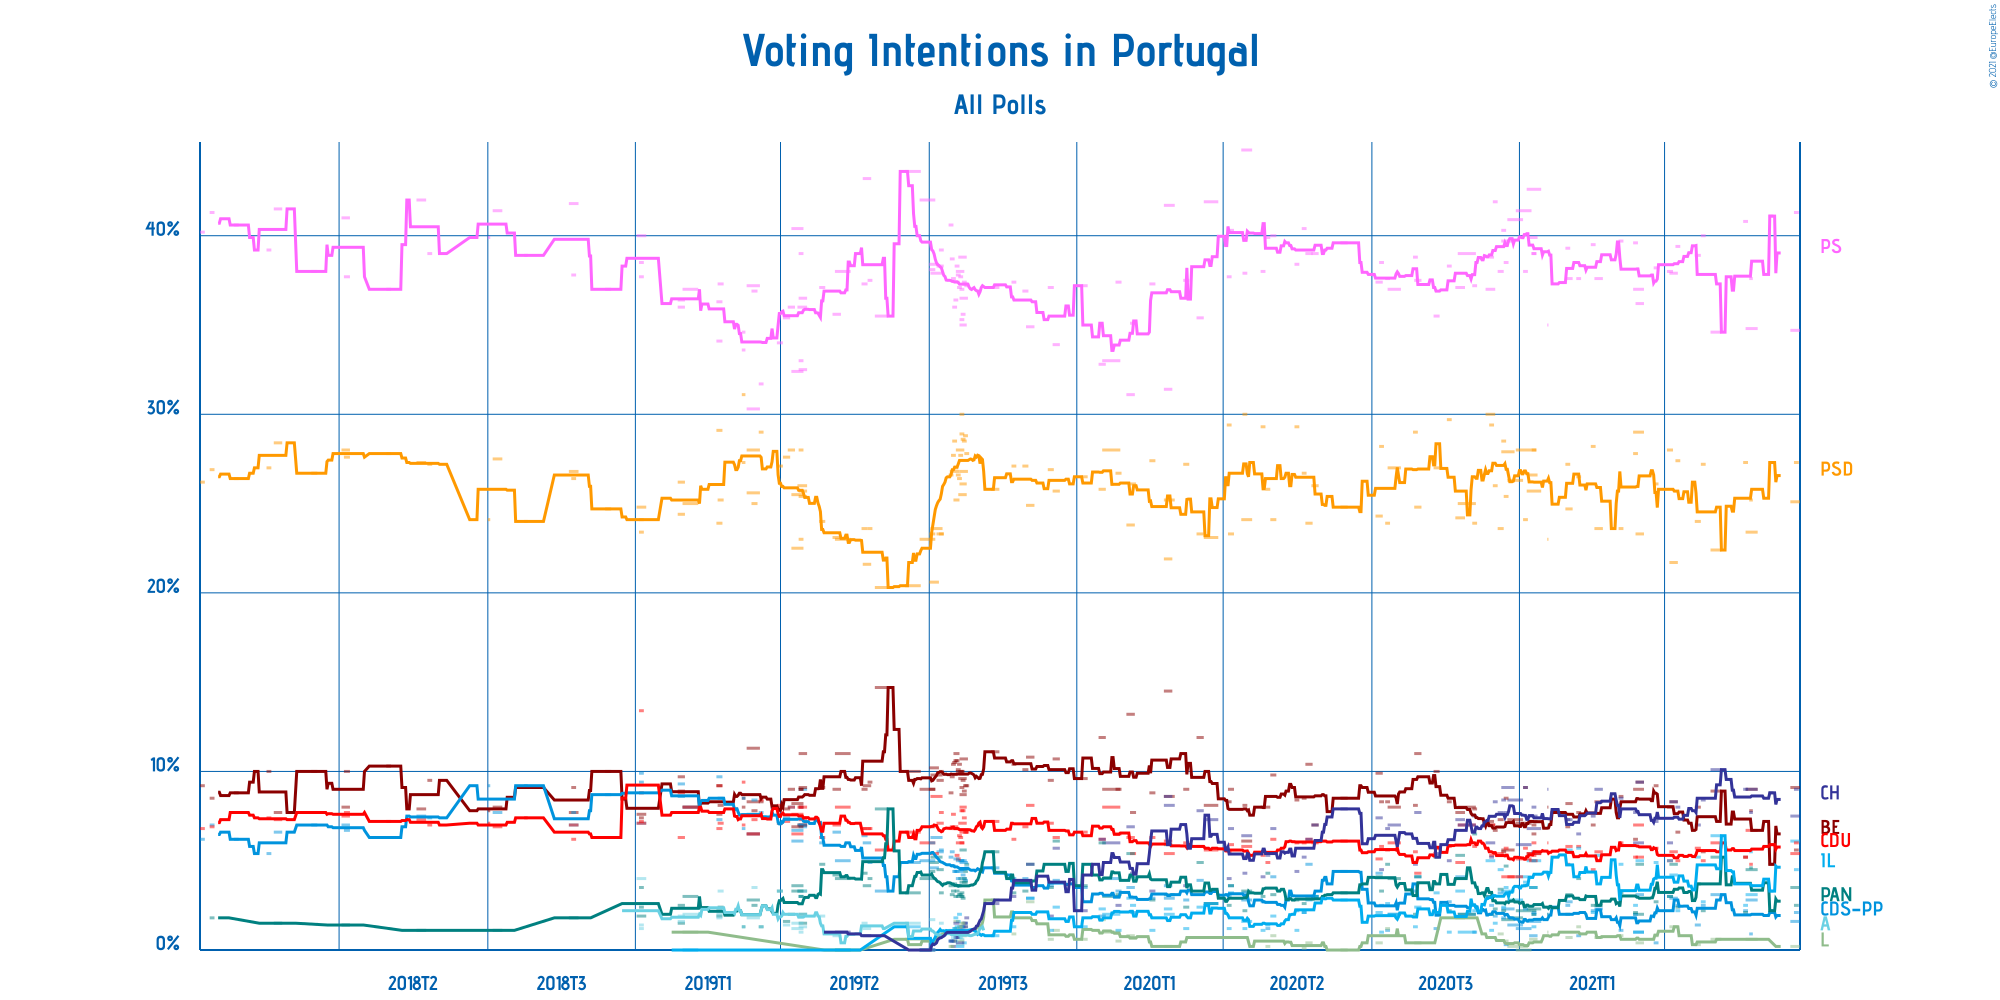 Voting Intentions in Portugal
All Polls
© 2021 @EuropeElects
40%
30%
20%
10%
0%
PS
PSD
CH
BE
CDU
IL
PAN
CDS-PP
A
L
2018T2
2018T3
2019T1
2019T2
2019T3
2020T1
2020T2
2020T3
2021T1